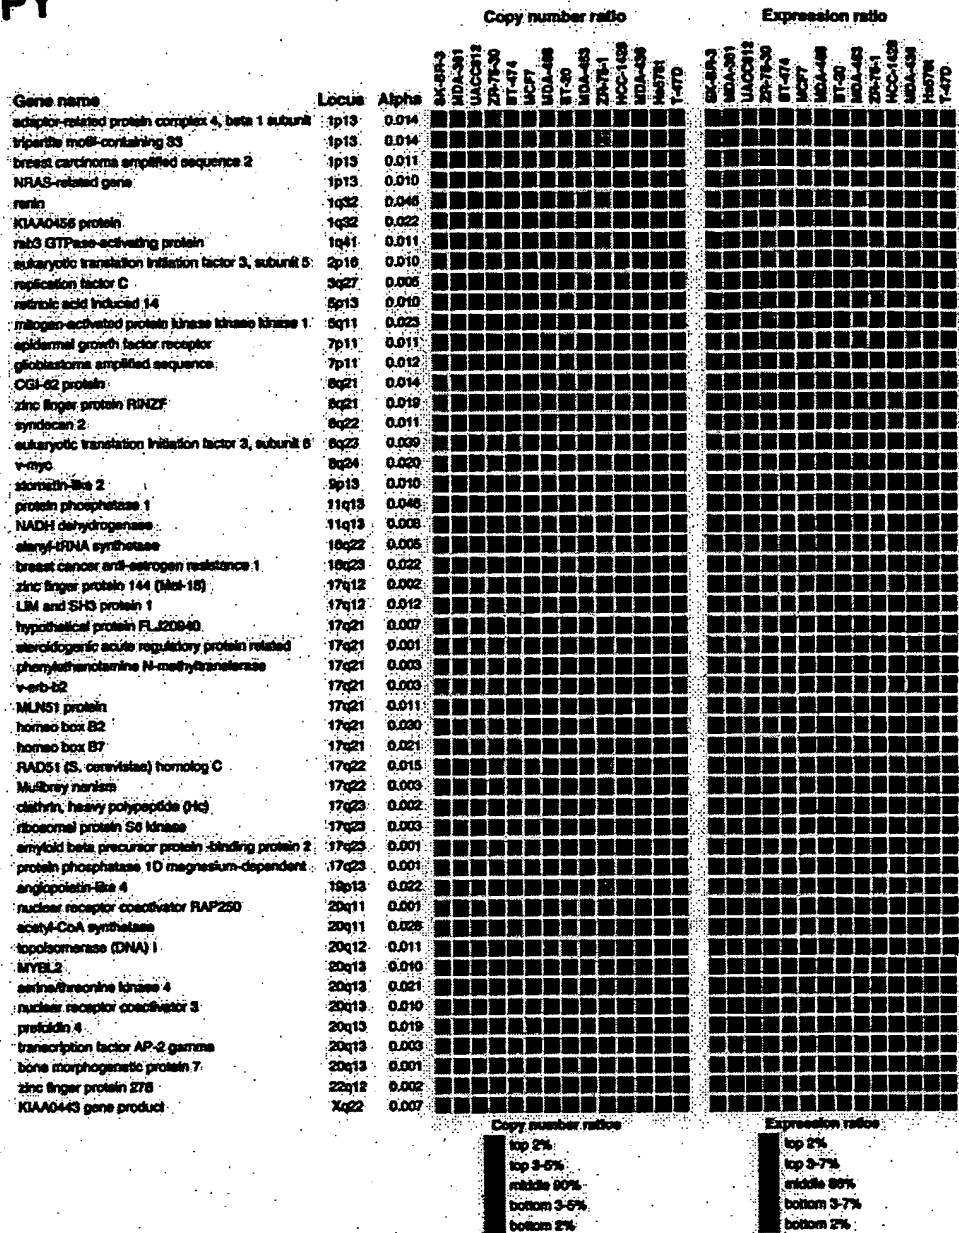 PY
Copy number ratio Expression ratio
SK-BR-3 MDA-361 UACC812 ZR-75-30 BT-474 MCF7 MDA-468 BT-20 MDA-453 ZR-75-1 HCC-1428 MDA-436 Hs578t T-47D SK-BR-3 MDA-361 UACC812 ZR-75-30 BT-474 MCF7 MDA-468 BT-20 MDA-453 ZR-75-1 HCC-1428 MDA-436 Hs578t T-47D
Gene name Locus Alpha
adaptor-related protein complex 4, beta 1 subunit 1p13 0.014
tripartite motif-containing 33 1p13 0.014
breast carcinoma amplified sequence 2 1p13 0.011
NRAS-related gene 1p13 0.010
renin 1q32 0.046
KIAA0456 protein 1q32 0.022
rab3 GTPase-activating protein 1q41 0.011
eukaryotic translation initiation factor 3, subunit 5 2p16 0.010
replication factor C 3q27 0.005
retinoic acid induced 14 5p13 0.010
mitogen-activated protein kinase kinase kinase 1 5q11 0.023
epidermal growth factor receptor 7p11 0.011
glioblastoma amplified sequence 7p11 0.012
CGI-62 protein 8q21 0.014
zinc finger protein RINZF 8q21 0.019
syndecan 2 8q22 0.011
eukaryotic translation initiation factor 3, subunit 6 8q23 0.039
v-myc 8q24 0.020
stomatin-like 2 9p13 0.010
protein phosphatase 1 11q13 0.046
NADH dehydrogenase 11q13 0.008
alanyl-tRNA synthetase 16q22 0.005
breast cancer anti-estrogen resistance 1 16q23 0.022
zinc finger protein 144 (Mel-18) 17q12 0.002
LIM and SH3 protein 1 17q12 0.012
hypothetical protein FLJ20940 17q21 0.007
steroidogenic acute regulatory protein related 17q21 0.001
phenylethanolamine N-methyltransferase 17q21 0.003
v-erb-b2 17q21 0.003
MLN51 protein 17q21 0.011
homeo box B2 17q21 0.030
homeo box B7 17q21 0.021
RAD51 (S. cerevisiae) homolog C 17q22 0.015
Mulibrey nanism 17q22 0.003
clathrin, heavy polypeptide (Hc) 17q23 0.002
ribosomal protein S6 kinase 17q23 0.003
amyloid beta precursor protein -binding protein 2 17q23 0.001
protein phosphatase 1D magnesium-dependent 17q23 0.001
angiopoietin-like 4 19p13 0.022
nuclear receptor coactivator RAP250 20q11 0.001
acetyl-CoA synthetase 20q11 0.026
topoisomerase (DNA) I 20q12 0.011
MYBL2 20q13 0.010
serine/threonine kinase 4 20q13 0.021
nuclear receptor coactivator 3 20q13 0.010
prefoldin 4 20q13 0.019
transcription factor AP-2 gamma 20q13 0.003
bone morphogenetic protein 7 20q13 0.001
zinc finger protein 276 22q12 0.002
KIAA0443 gene product Xq22 0.007
Copy number ratios Expression ratios
top 2% top 2%
top 3-5% top 3-7%
middle 90% middle 86%
bottom 3-5% bottom 3-7%
bottom 2% bottom 2%